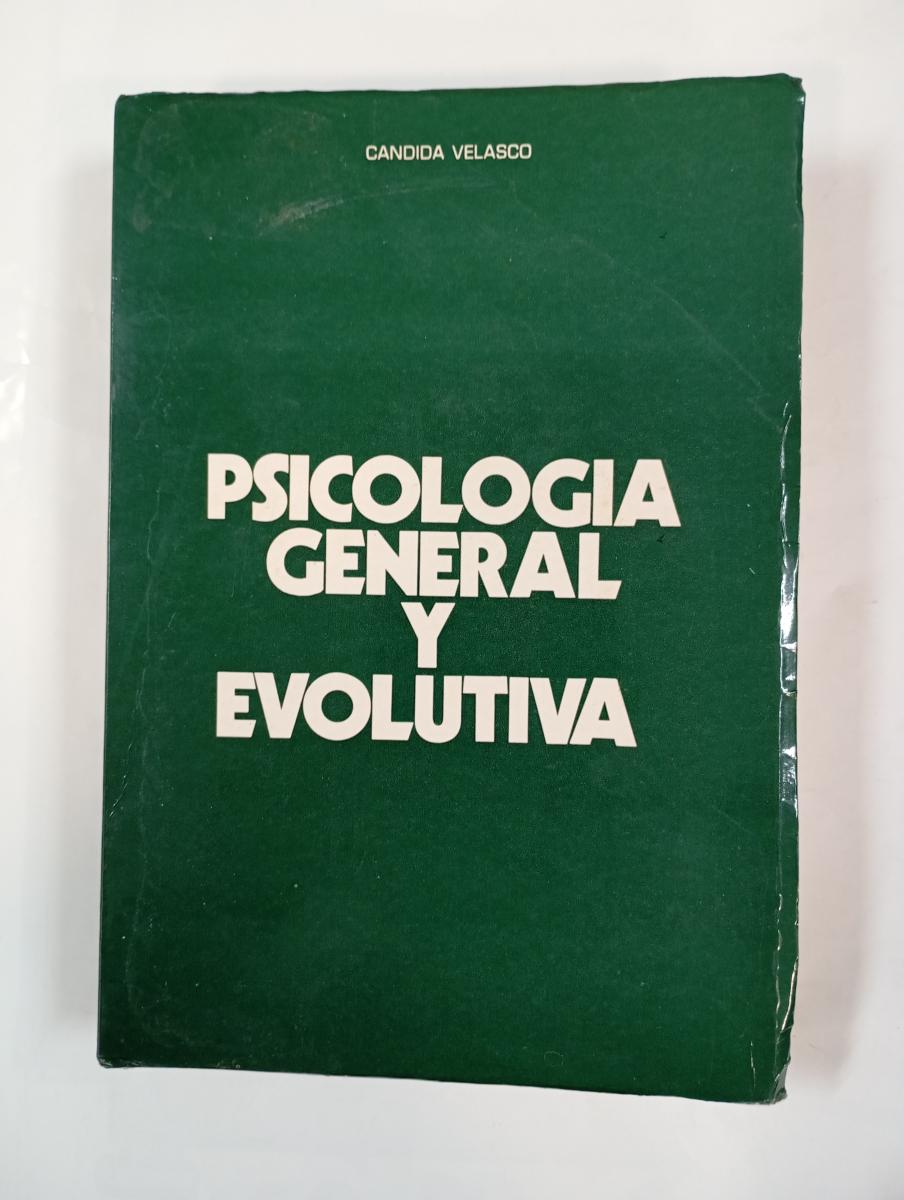 CANDIDA VELASCO
PSICOLOGIA
GENERAL
Y
EVOLUTIVA